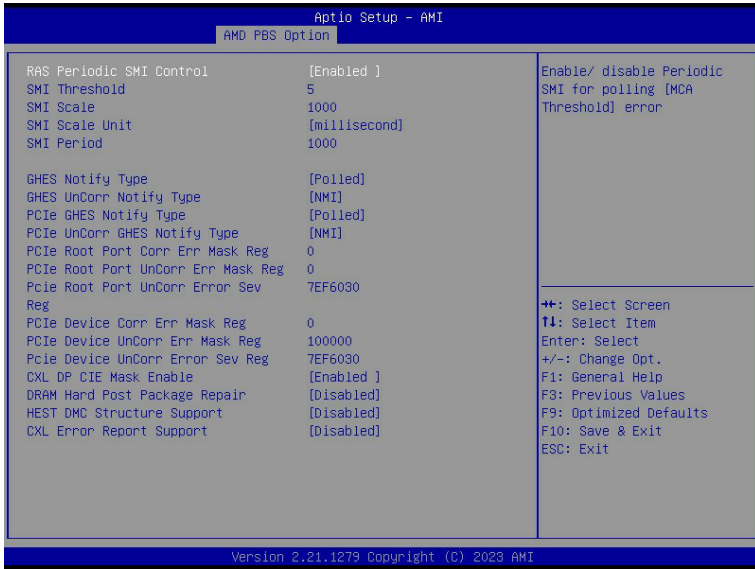 Aptio Setup – AMI
AMD PBS Option
RAS Periodic SMI Control [Enabled ]
SMI Threshold 5
SMI Scale 1000
SMI Scale Unit [millisecond]
SMI Period 1000
GHES Notify Type [Polled]
GHES UnCorr Notify Type [NMI]
PCIe GHES Notify Type [Polled]
PCIe UnCorr GHES Notify Type [NMI]
PCIe Root Port Corr Err Mask Reg 0
PCIe Root Port UnCorr Err Mask Reg 0
Pcie Root Port UnCorr Error Sev 7EF6030
Reg
PCIe Device Corr Err Mask Reg 0
PCIe Device UnCorr Err Mask Reg 100000
Pcie Device UnCorr Error Sev Reg 7EF6030
CXL DP CIE Mask Enable [Enabled ]
DRAM Hard Post Package Repair [Disabled]
HEST DMC Structure Support [Disabled]
CXL Error Report Support [Disabled]
Enable/ disable Periodic
SMI for polling [MCA
Threshold] error
→←: Select Screen
↑↓: Select Item
Enter: Select
+/-: Change Opt.
F1: General Help
F3: Previous Values
F9: Optimized Defaults
F10: Save & Exit
ESC: Exit
Version 2.21.1279 Copyright (C) 2023 AMI